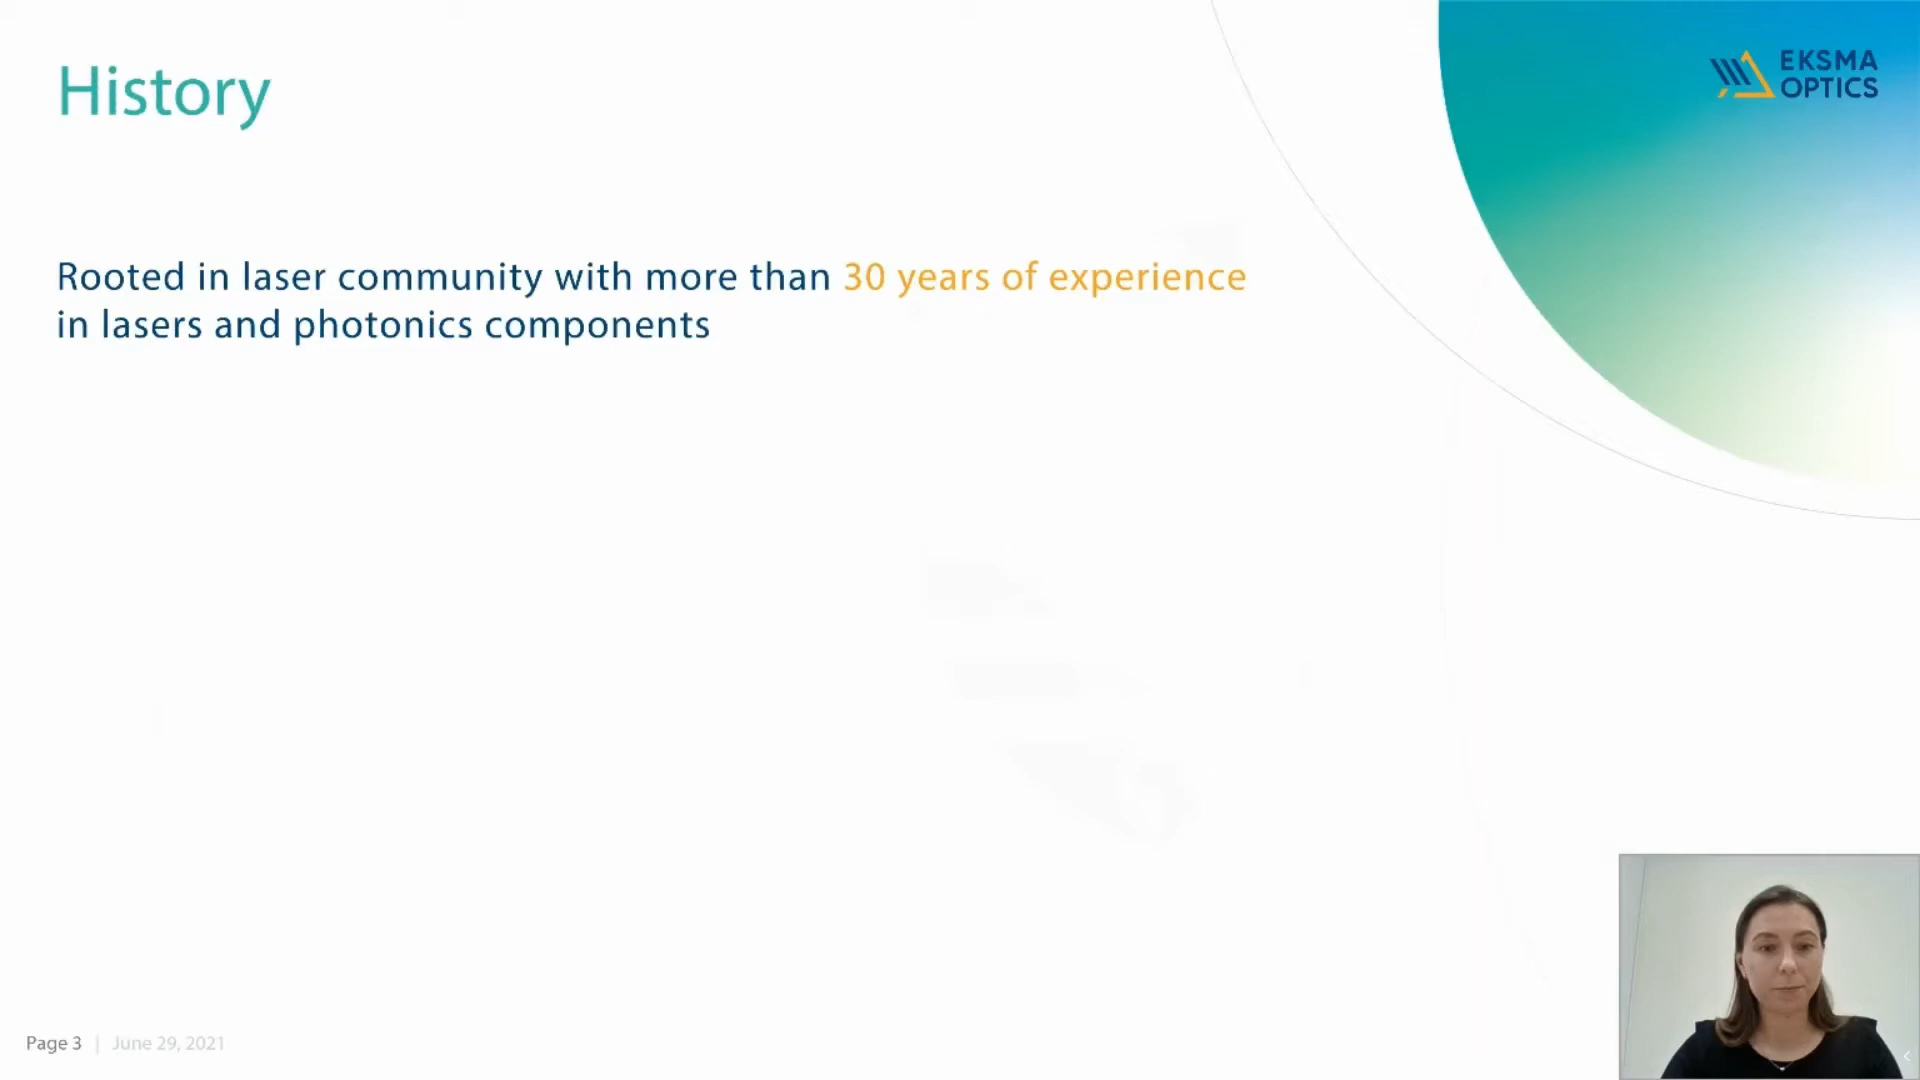 History
EKSMA
OPTICS
Rooted in laser community with more than 30 years of experience
in lasers and photonics components
Page 3 | June 29, 2021